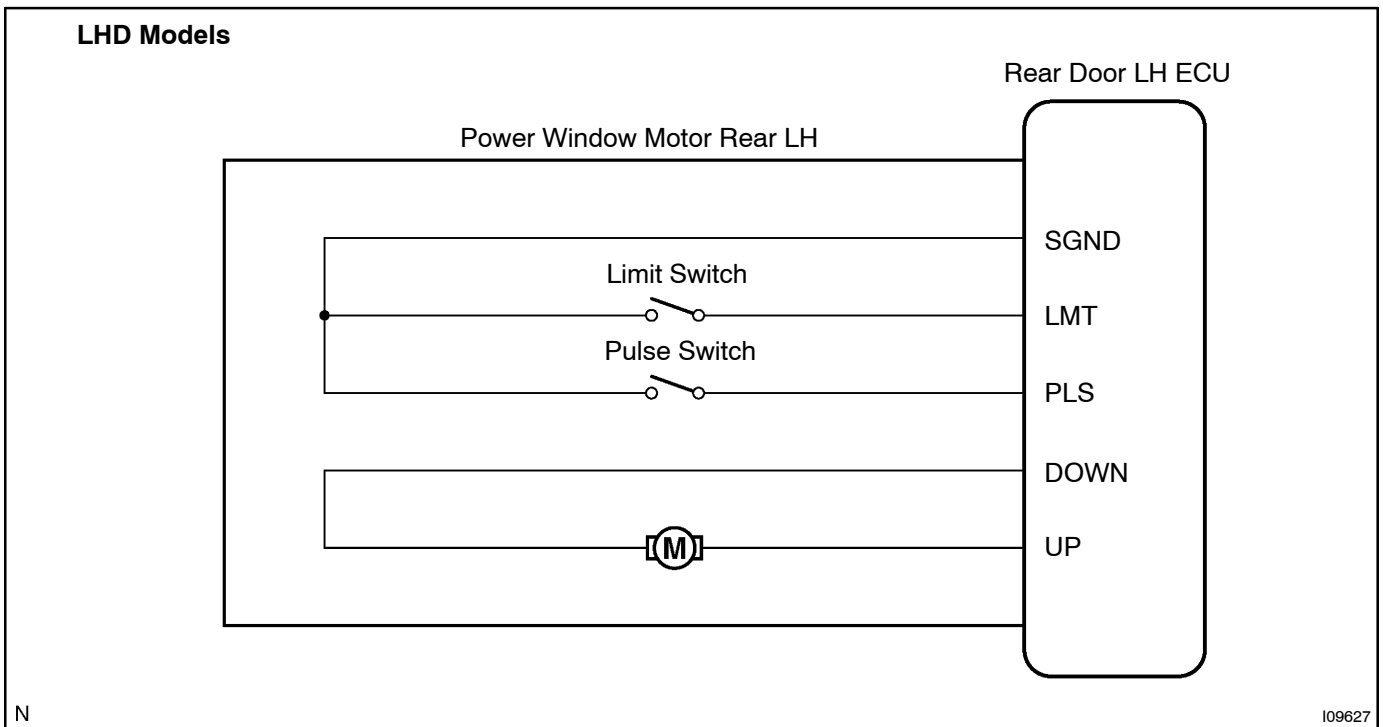 LHD Models
Rear Door LH ECU
Power Window Motor Rear LH
SGND
Limit Switch
LMT
Pulse Switch
PLS
DOWN
M
UP
N
I09627